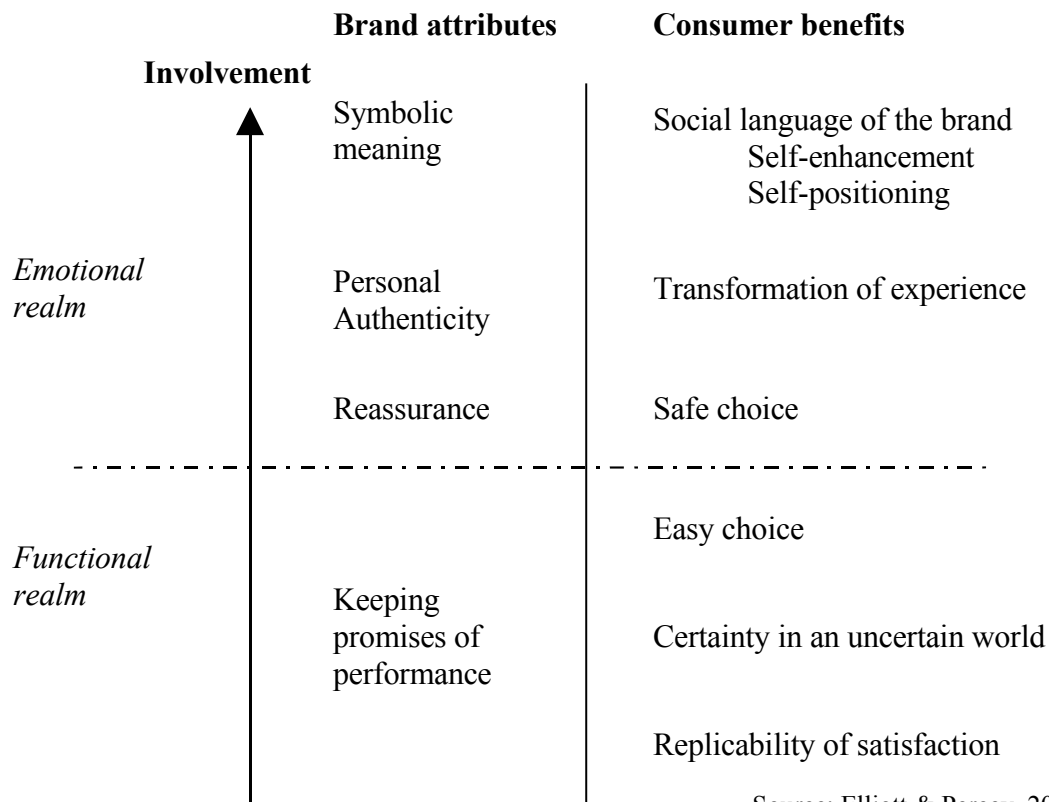 Brand attributes
Consumer benefits
Involvement
Symbolic
meaning
Social language of the brand
Self-enhancement
Self-positioning
Emotional
realm
Personal
Authenticity
Transformation of experience
Reassurance
Safe choice
Easy choice
Functional
realm
Keeping
promises of
performance
Certainty in an uncertain world
Replicability of satisfaction
Source: Elliott &